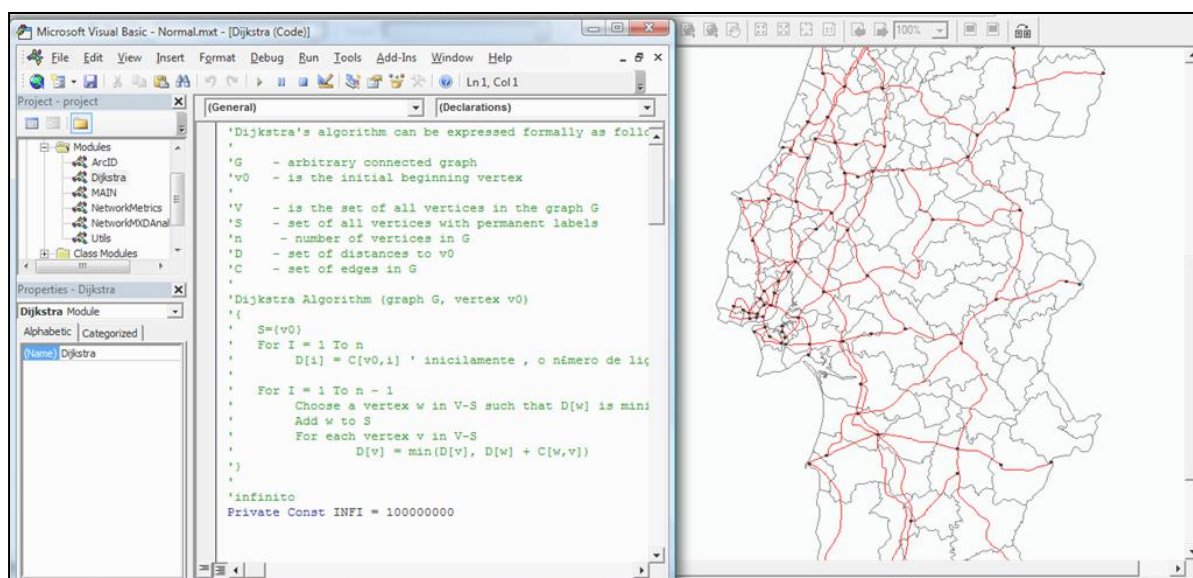 Microsoft Visual Basic - Normal.mxt - [Dijkstra (Code)]
File Edit View Insert Format Debug Run Tools Add-Ins Window Help
Ln 1, Col 1
100%
Project - project
Modules
ArcID
Dijkstra
MAIN
NetworkMetrics
NetworkMXDAnal
Utils
Class Modules
Properties - Dijkstra
Dijkstra Module
Alphabetic Categorized
(Name) Dijkstra
(General) (Declarations)
'Dijkstra's algorithm can be expressed formally as follo
'
'G - arbitrary connected graph
'v0 - is the initial beginning vertex
'
'V - is the set of all vertices in the graph G
'S - set of all vertices with permanent labels
'n - number of vertices in G
'D - set of distances to v0
'C - set of edges in G
'
'Dijkstra Algorithm (graph G, vertex v0)
'{
' S={v0}
' For I = 1 To n
' D[i] = C[v0,i] ' inicilamente , o n£mero de lig
'
' For I = 1 To n - 1
' Choose a vertex w in V-S such that D[w] is mini
' Add w to S
' For each vertex v in V-S
' D[v] = min(D[v], D[w] + C[w,v])
'}
'
'infinito
Private Const INFI = 100000000